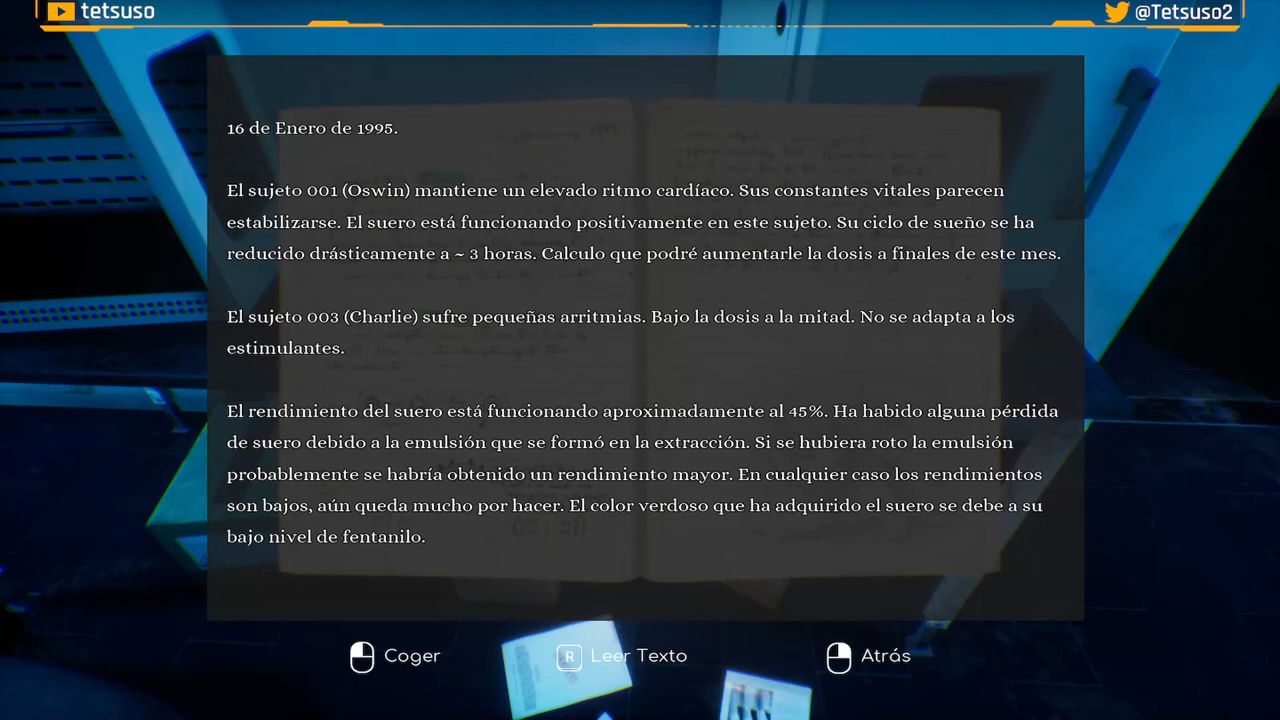 tetsuso
@Tetsuso2
16 de Enero de 1995.
El sujeto 001 (Oswin) mantiene un elevado ritmo cardíaco. Sus constantes vitales parecen
estabilizarse. El suero está funcionando positivamente en este sujeto. Su ciclo de sueño se ha
reducido drásticamente a ~ 3 horas. Calculo que podré aumentarle la dosis a finales de este mes.
El sujeto 003 (Charlie) sufre pequeñas arritmias. Bajo la dosis a la mitad. No se adapta a los
estimulantes.
El rendimiento del suero está funcionando aproximadamente al 45%. Ha habido alguna pérdida
de suero debido a la emulsión que se formó en la extracción. Si se hubiera roto la emulsión
probablemente se habría obtenido un rendimiento mayor. En cualquier caso los rendimientos
son bajos, aún queda mucho por hacer. El color verdoso que ha adquirido el suero se debe a su
bajo nivel de fentanilo.
Coger
R Leer Texto
Atrás